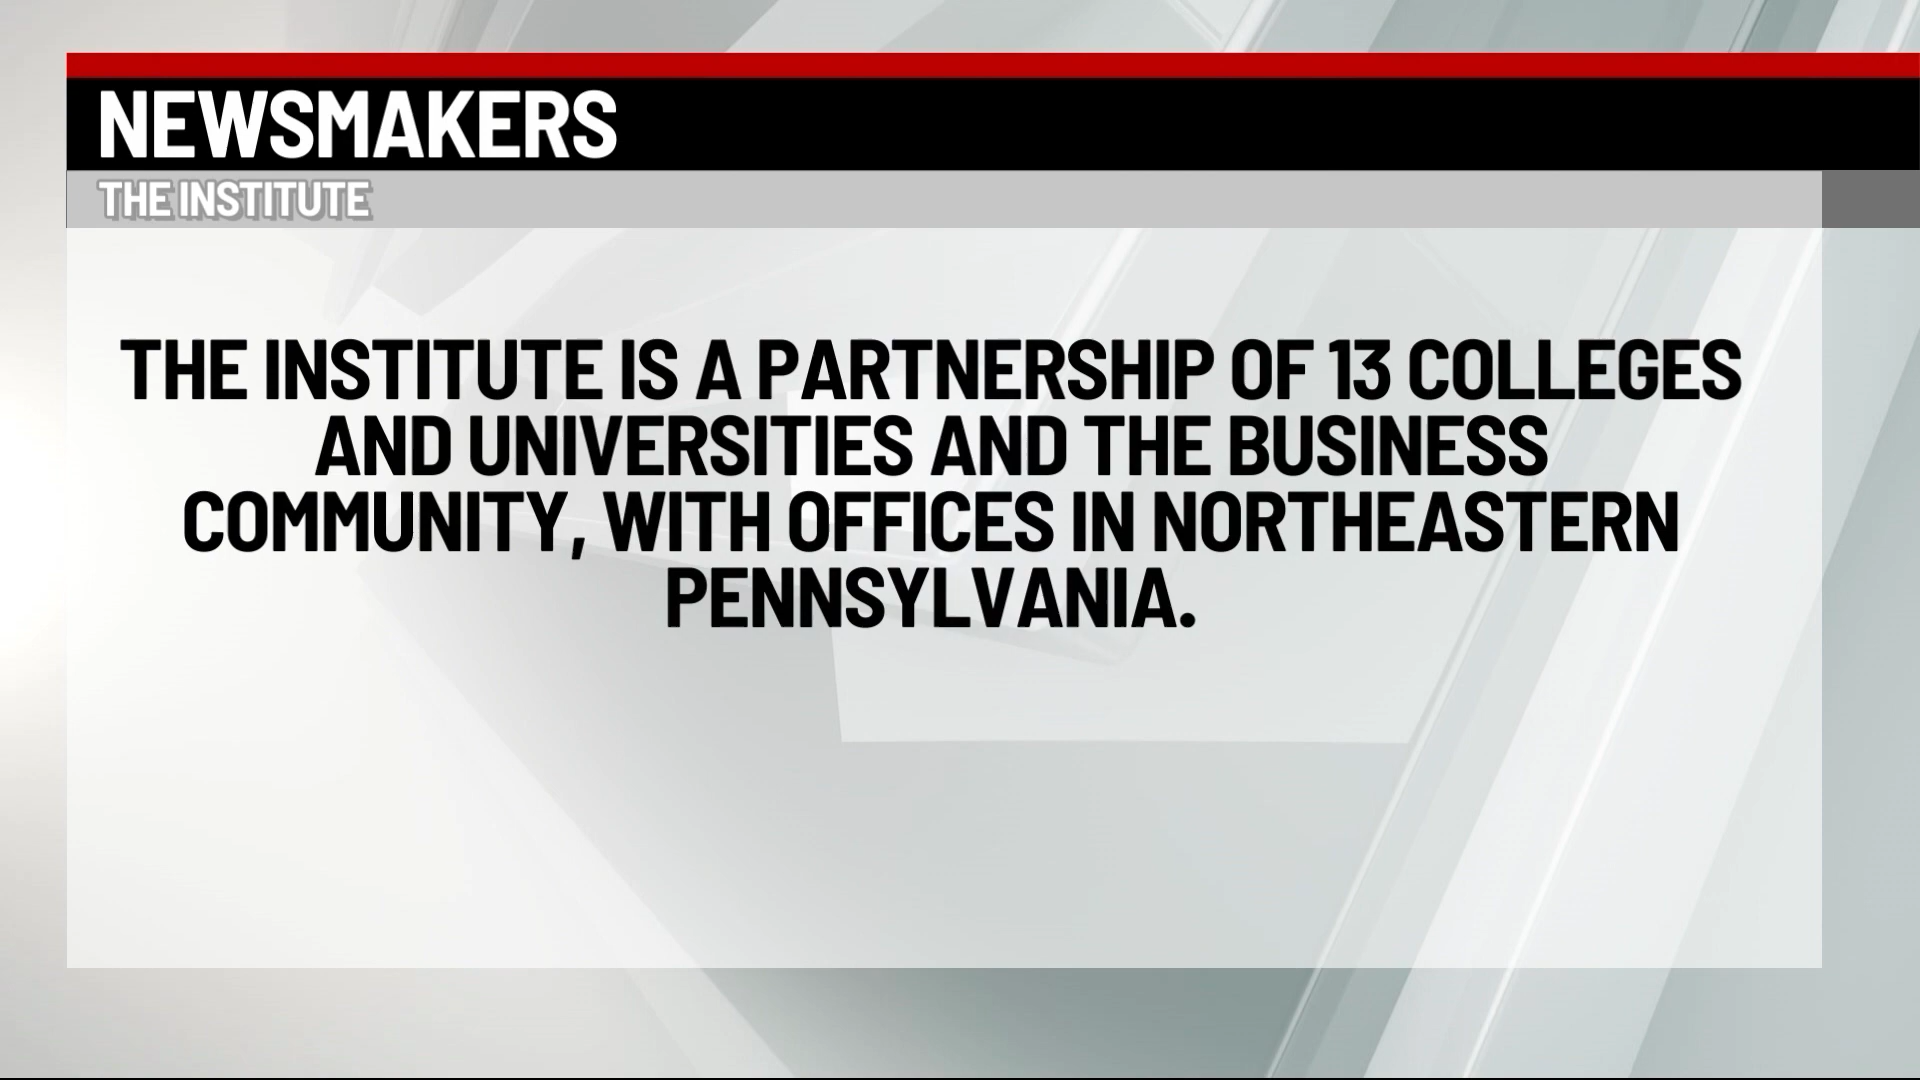 NEWSMAKERS
THE INSTITUTE
THE INSTITUTE IS A PARTNERSHIP OF 13 COLLEGES
AND UNIVERSITIES AND THE BUSINESS
COMMUNITY, WITH OFFICES IN NORTHEASTERN
PENNSYLVANIA.